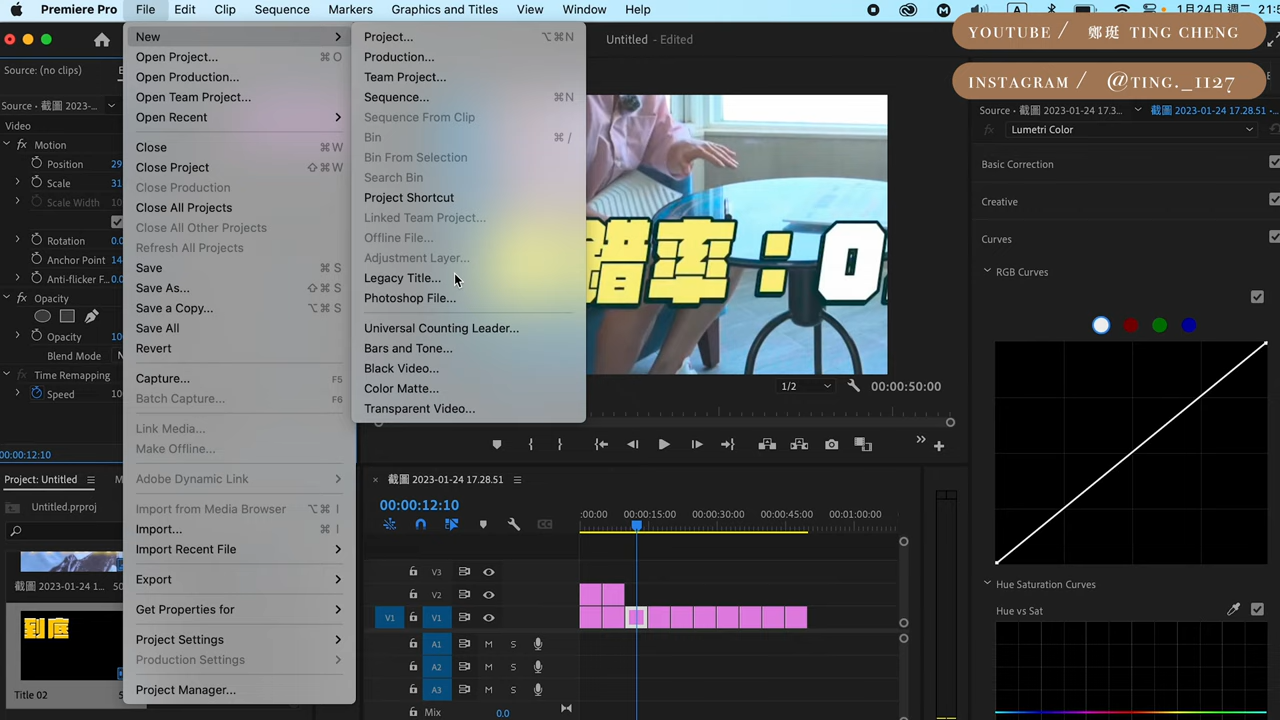 Premiere Pro File Edit Clip Sequence Markers Graphics and Titles View Window Help 1月24日 週二
YOUTUBE / 鄭珽 TING CHENG
INSTAGRAM / @TING._1127
Untitled - Edited
Source: (no clips)
Source・截圖 2023-...
Video
Motion
Position
Scale
Scale Width
Rotation
Anchor Point
Anti-flicker F...
Opacity
Opacity
Blend Mode
Time Remapping
Speed
00:00:12:10
New
Open Project... ⌘O
Open Production...
Open Team Project...
Open Recent
Close ⌘W
Close Project ⇧⌘W
Close Production
Close All Projects
Close All Other Projects
Refresh All Projects
Save ⌘S
Save As... ⇧⌘S
Save a Copy... ⌥⌘S
Save All
Revert
Capture... F5
Batch Capture... F6
Link Media...
Make Offline...
Adobe Dynamic Link
Import from Media Browser ⌥⌘I
Import... ⌘I
Import Recent File
Export
Get Properties for
Project Settings
Production Settings
Project Manager...
Project... ⌥⌘N
Production...
Team Project...
Sequence... ⌘N
Sequence From Clip
Bin ⌘/
Bin From Selection
Search Bin
Project Shortcut
Linked Team Project...
Offline File...
Adjustment Layer...
Legacy Title...
Photoshop File...
Universal Counting Leader...
Bars and Tone...
Black Video...
Color Matte...
Transparent Video...
錯率：0
1/2 00:00:50:00
Source・截圖 2023-01-24 17.3... 截圖 2023-01-24 17.28.51
fx Lumetri Color
Basic Correction
Creative
Curves
RGB Curves
Hue Saturation Curves
Hue vs Sat
Project: Untitled
Untitled.prproj
截圖 2023-01-24 1...
到底
Title 02
× 截圖 2023-01-24 17.28.51
00:00:12:10
:00:00 00:00:15:00 00:00:30:00 00:00:45:00 00:01:00:00
V3
V2
V1 V1
A1 M S
A2 M S
A3 M S
Mix 0.0